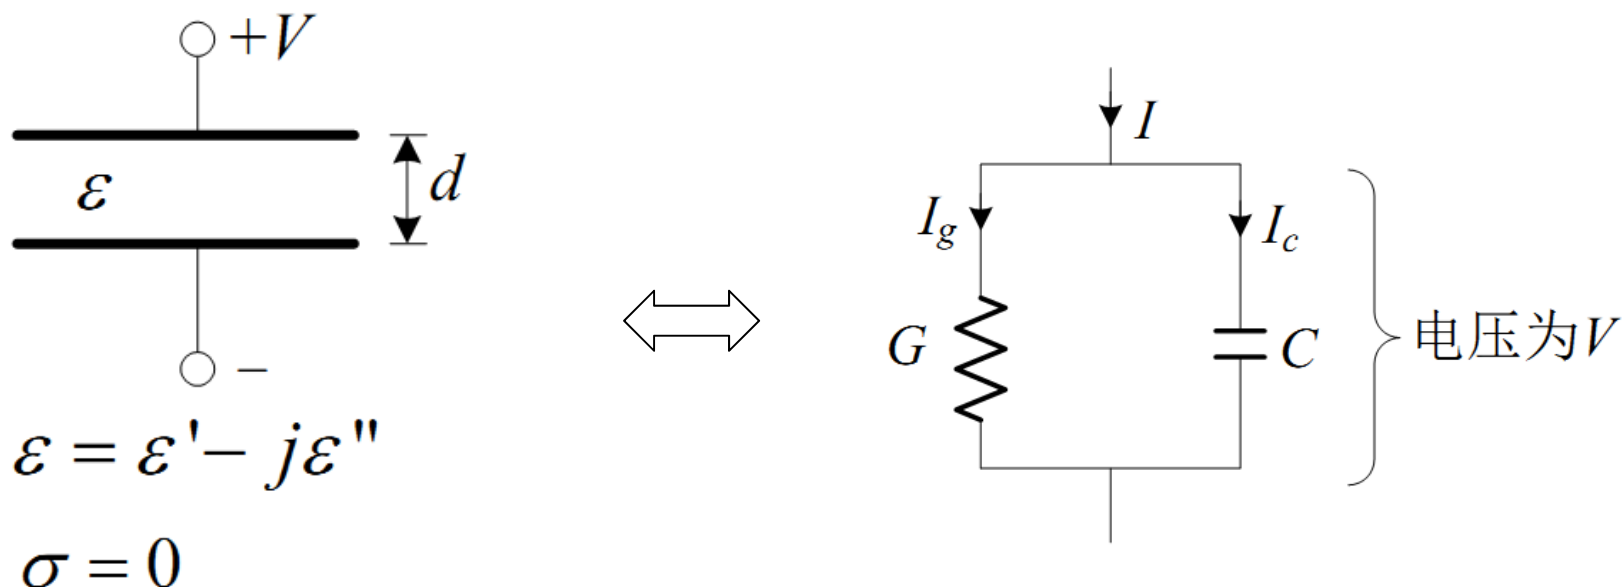 +V
ε
d
−
ε = ε' − jε''
σ = 0
I
I_g
I_c
G
C
电压为V